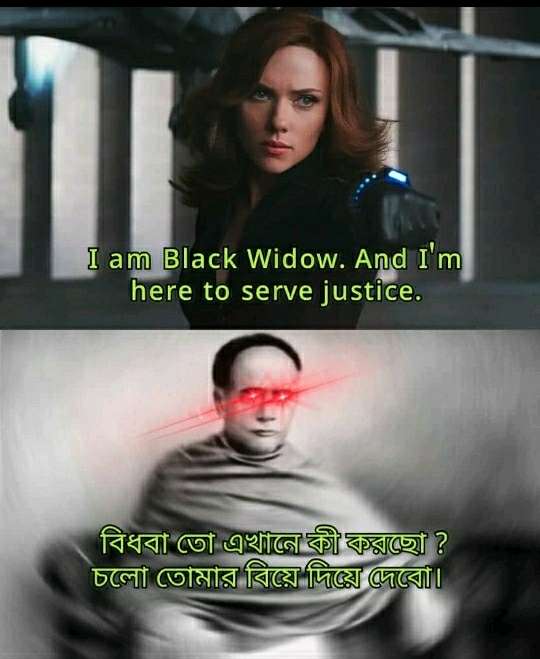 I am Black Widow. And I'm
here to serve justice.
বিধবা তো এখানে কী করছো ?
চলো তোমার বিয়ে দিয়ে দেবো।